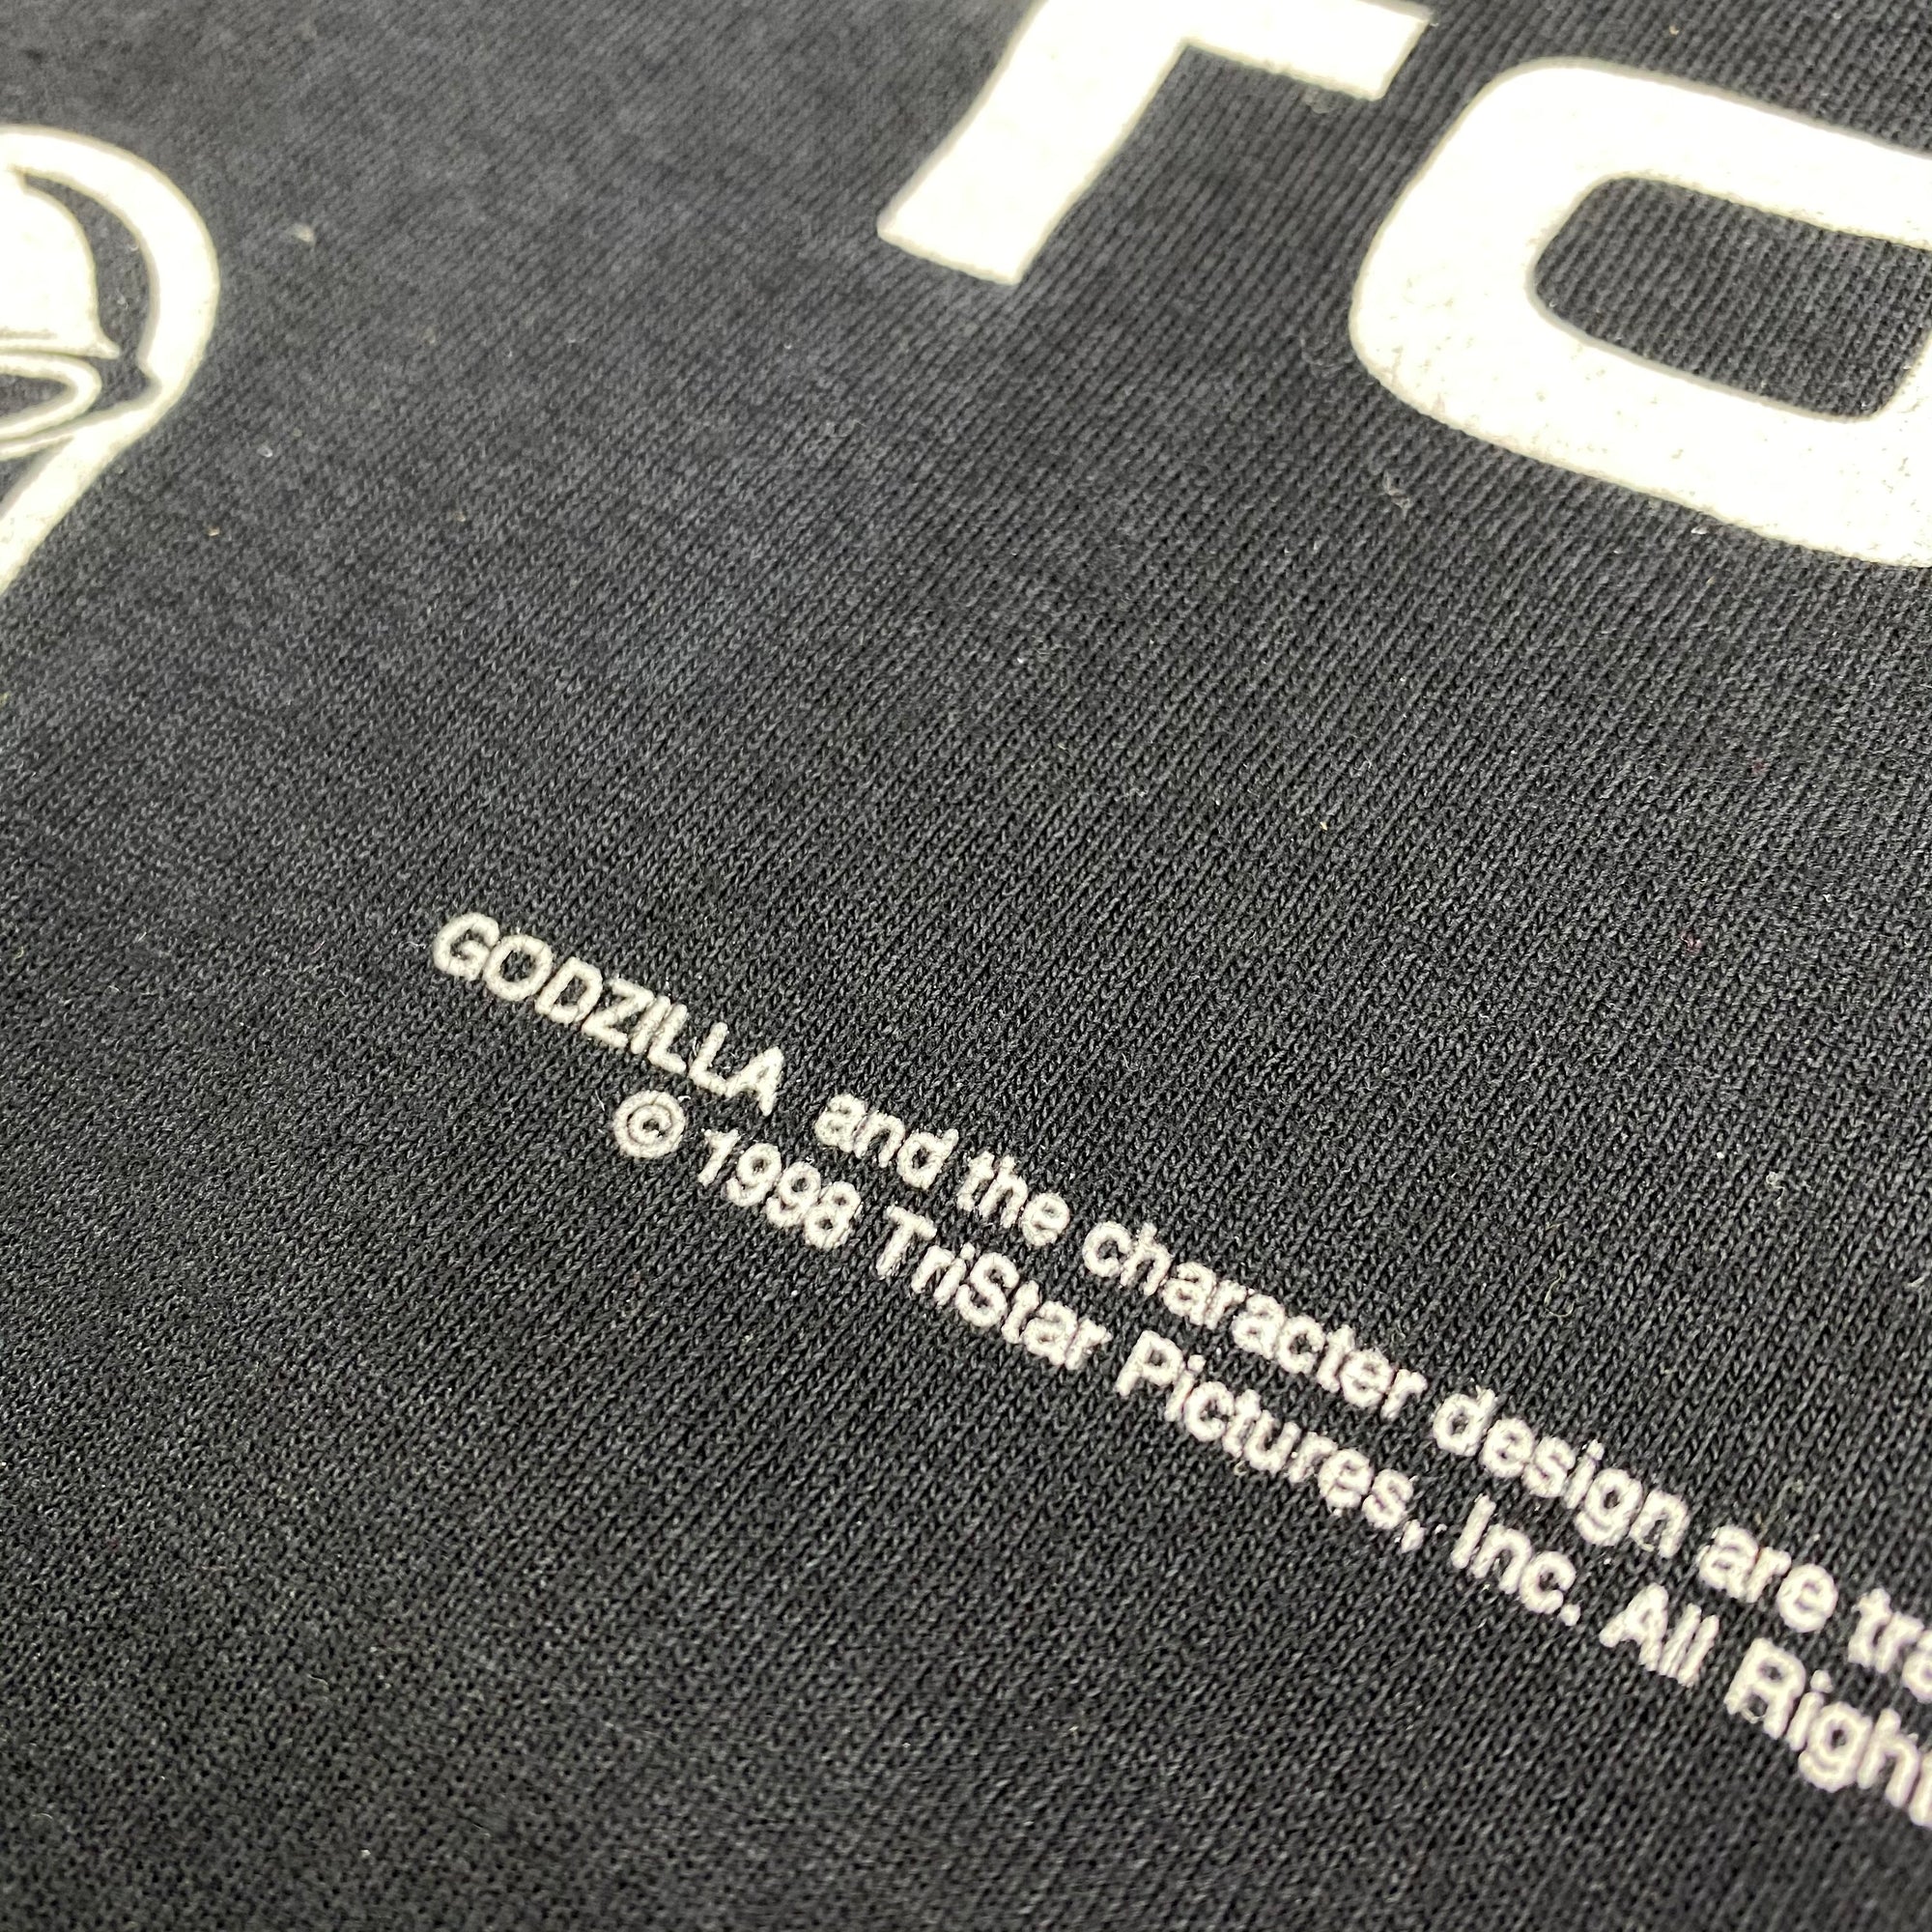 GODZILLA and the character design are
© 1998 TriStar Pictures, Inc. All